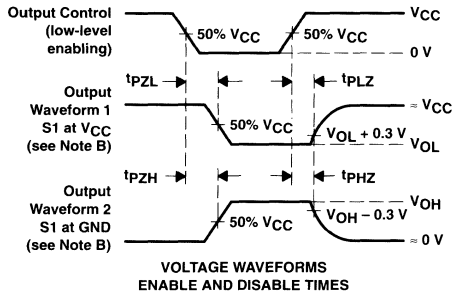 Output Control
(low-level
enabling)
50% VCC
50% VCC
VCC
0 V
tPZL
tPLZ
Output
Waveform 1
S1 at VCC
(see Note B)
50% VCC
≈ VCC
VOL + 0.3 V
VOL
tPZH
tPHZ
Output
Waveform 2
S1 at GND
(see Note B)
50% VCC
VOH
VOH − 0.3 V
≈ 0 V
VOLTAGE WAVEFORMS
ENABLE AND DISABLE TIMES